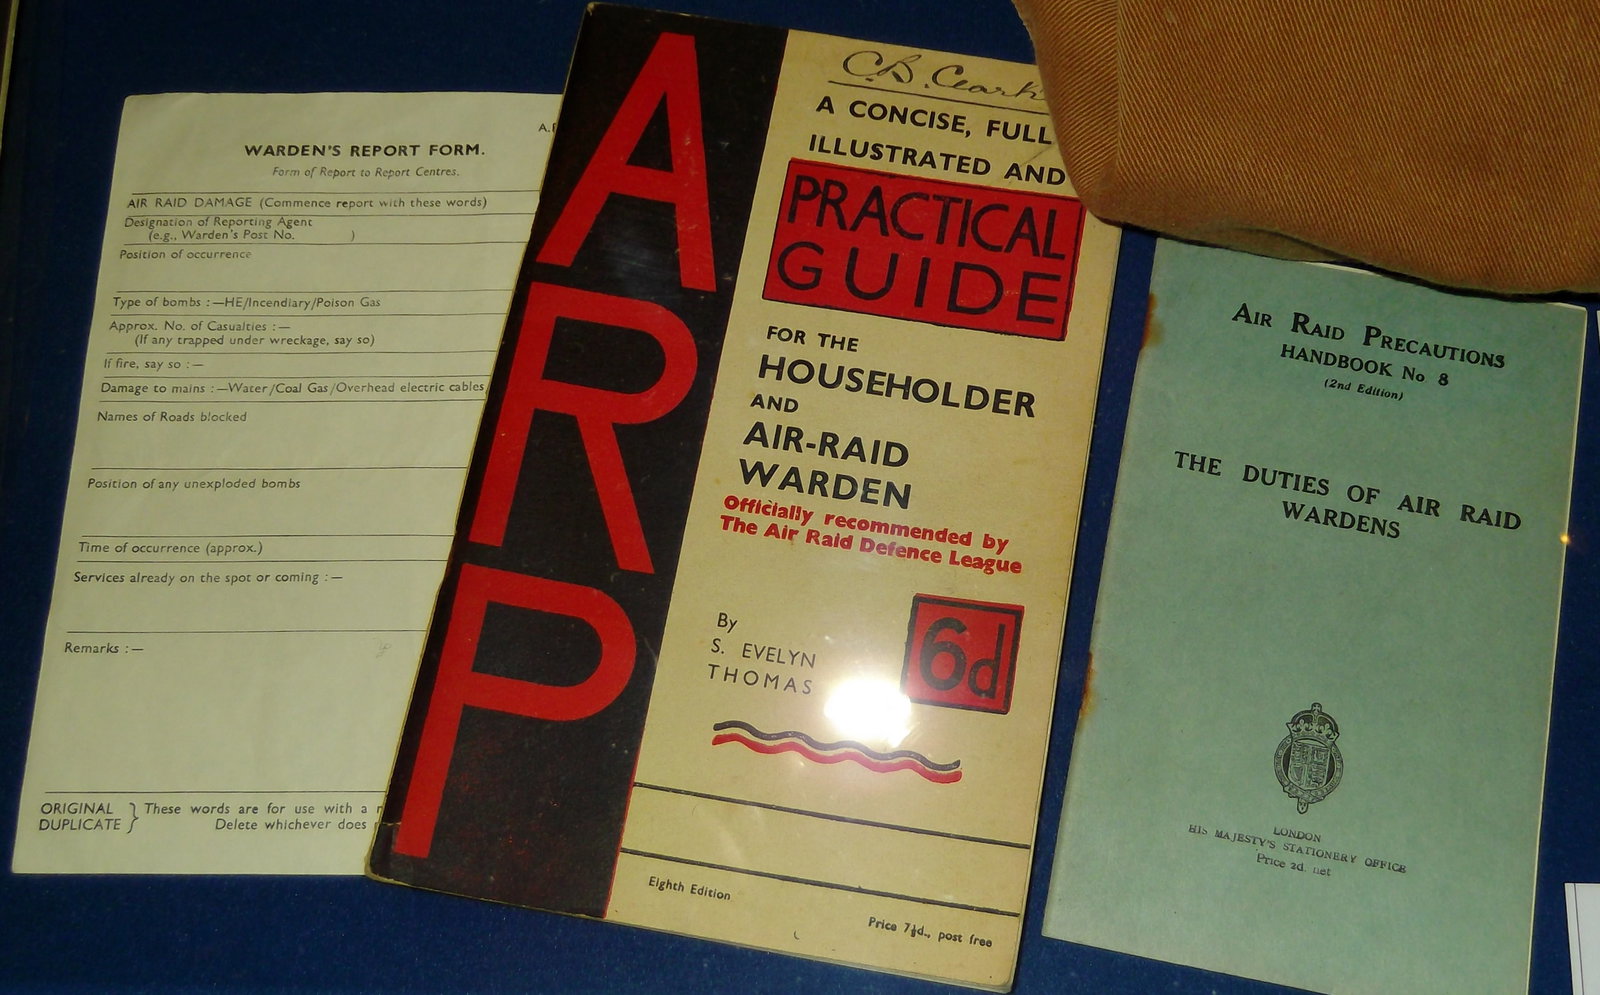 WARDEN'S REPORT FORM.
Form of Report to Report Centres.
AIR RAID DAMAGE (Commence report with these words)
Designation of Reporting Agent
(e.g., Warden's Post No. )
Position of occurrence
Type of bombs :—HE/Incendiary/Poison Gas
Approx. No. of Casualties :—
(If any trapped under wreckage, say so)
If fire, say so :—
Damage to mains :—Water/Coal Gas/Overhead electric cables
Names of Roads blocked
Position of any unexploded bombs
Time of occurrence (approx.)
Services already on the spot or coming :—
Remarks :—
ORIGINAL } These words are for use with a
DUPLICATE } Delete whichever does
ARP
C.B. Clark
A CONCISE, FULL
ILLUSTRATED AND
PRACTICAL
GUIDE
FOR THE
HOUSEHOLDER
AND
AIR-RAID
WARDEN
Officially recommended by
The Air Raid Defence League
By
S. EVELYN
THOMAS
6d
Eighth Edition
Price 7½d., post free
AIR RAID PRECAUTIONS
HANDBOOK No 8
(2nd Edition)
THE DUTIES OF AIR RAID
WARDENS
LONDON
HIS MAJESTY'S STATIONERY OFFICE
Price 2d. net